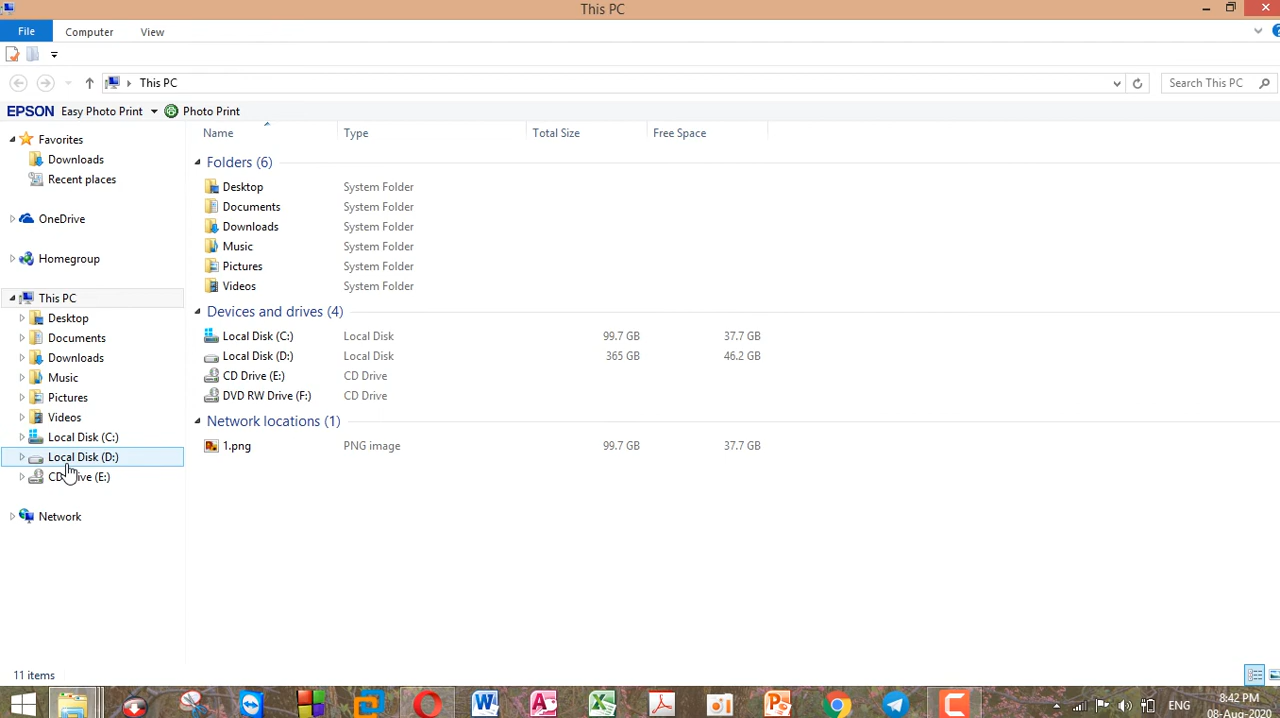 This PC
File Computer View
This PC Search This PC
EPSON Easy Photo Print Photo Print
Favorites
Downloads
Recent places
OneDrive
Homegroup
This PC
Desktop
Documents
Downloads
Music
Pictures
Videos
Local Disk (C:)
Local Disk (D:)
Network
Name Type Total Size Free Space
Folders (6)
Desktop System Folder
Documents System Folder
Downloads System Folder
Music System Folder
Pictures System Folder
Videos System Folder
Devices and drives (4)
Local Disk (C:) Local Disk 99.7 GB 37.7 GB
Local Disk (D:) Local Disk 365 GB 46.2 GB
CD Drive (E:) CD Drive
DVD RW Drive (F:) CD Drive
Network locations (1)
1.png PNG image 99.7 GB 37.7 GB
11 items
ENG
8:42 PM
08-Aug-2020